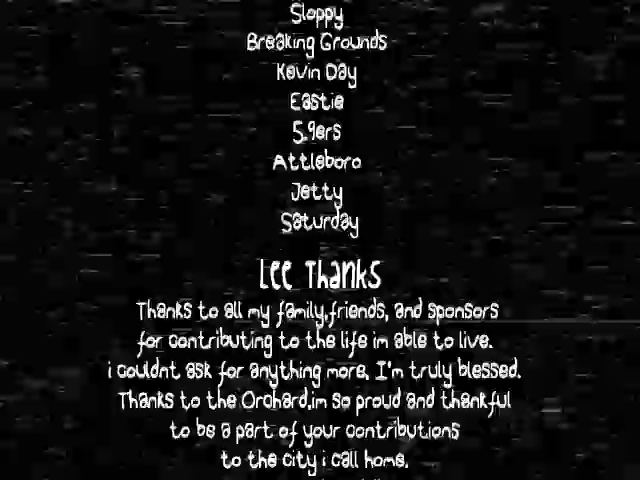 Sloppy
Breaking Grounds
Kevin Day
Eastie
5.9ers
Attleboro
Jetty
Saturday
Lee Thanks
Thanks to all my family,friends, and sponsors
for contributing to the life im able to live.
i couldnt ask for anything more, I'm truly blessed.
Thanks to the Orchard,im so proud and thankful
to be a part of your contributions
to the city i call home.